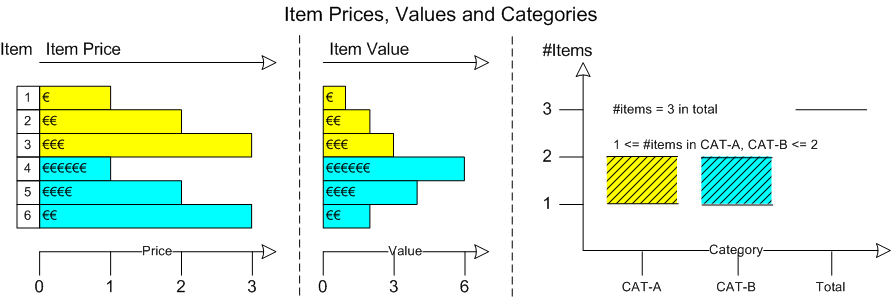 Item Prices, Values and Categories
Item Item Price
1 €
2 €€
3 €€€
4 €€€€€€
5 €€€€
6 €€
Price
0 1 2 3
Item Value
€
€€
€€€
€€€€€€
€€€€
€€
Value
0 3 6
#Items
3 #items = 3 in total
1 <= #items in CAT-A, CAT-B <= 2
2
1
Category
CAT-A CAT-B Total